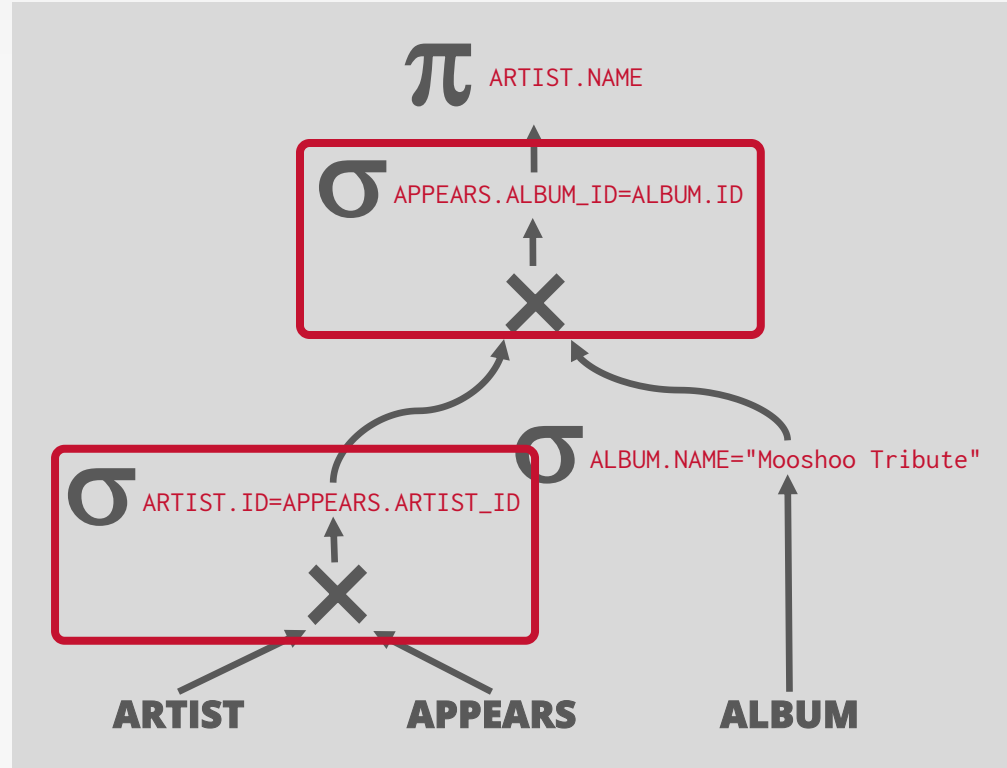 π ARTIST.NAME
σ APPEARS.ALBUM_ID=ALBUM.ID
×
σ ALBUM.NAME="Mooshoo Tribute"
σ ARTIST.ID=APPEARS.ARTIST_ID
×
ARTIST APPEARS ALBUM